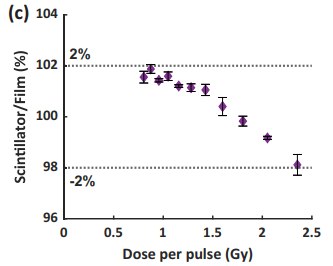 (c)
104
2%
102
100
98
-2%
96
0 0.5 1 1.5 2 2.5
Dose per pulse (Gy)
Scintillator/Film (%)